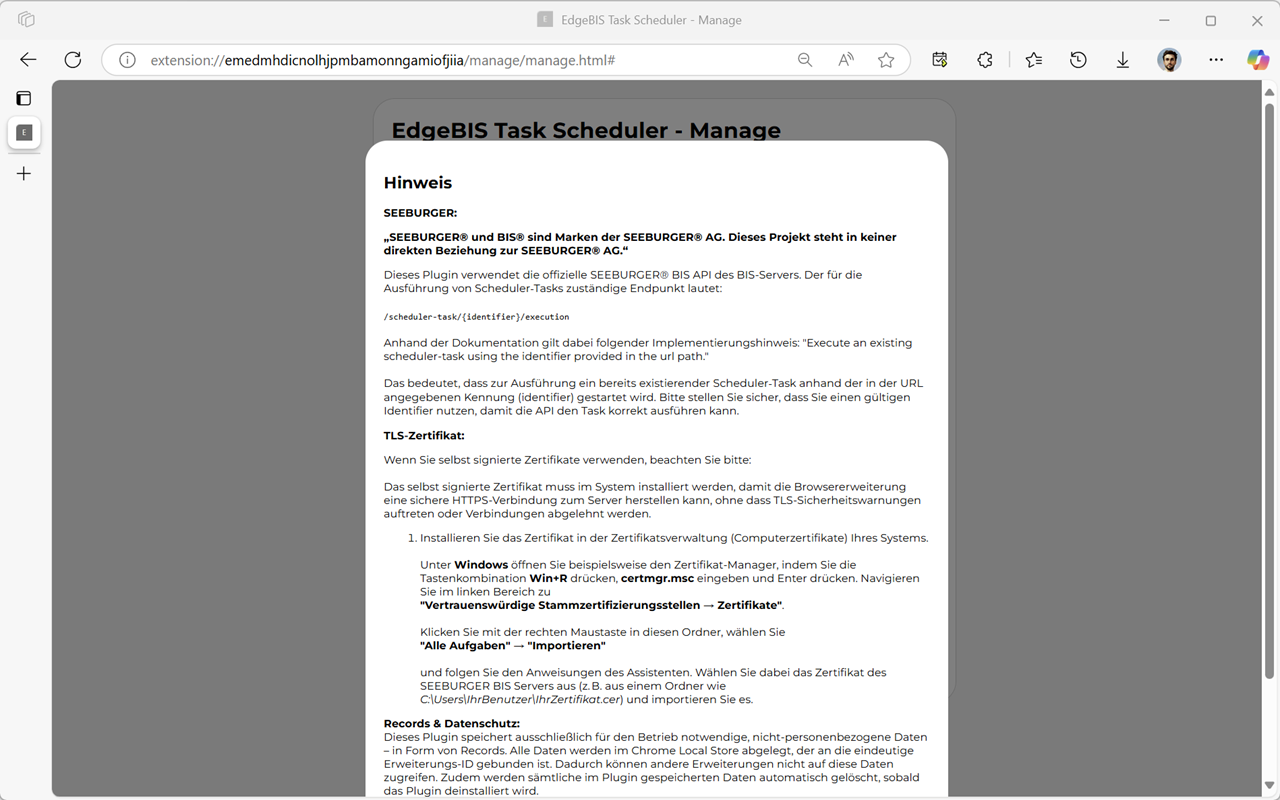 E EdgeBIS Task Scheduler - Manage
extension://emedmhdicnolhjpmbamonngamiofjiia/manage/manage.html#
E
EdgeBIS Task Scheduler - Manage
Hinweis
SEEBURGER:
„SEEBURGER® und BIS® sind Marken der SEEBURGER® AG. Dieses Projekt steht in keiner
direkten Beziehung zur SEEBURGER® AG.“
Dieses Plugin verwendet die offizielle SEEBURGER® BIS API des BIS-Servers. Der für die
Ausführung von Scheduler-Tasks zuständige Endpunkt lautet:
/scheduler-task/{identifier}/execution
Anhand der Dokumentation gilt dabei folgender Implementierungshinweis: "Execute an existing
scheduler-task using the identifier provided in the url path."
Das bedeutet, dass zur Ausführung ein bereits existierender Scheduler-Task anhand der in der URL
angegebenen Kennung (identifier) gestartet wird. Bitte stellen Sie sicher, dass Sie einen gültigen
Identifier nutzen, damit die API den Task korrekt ausführen kann.
TLS-Zertifikat:
Wenn Sie selbst signierte Zertifikate verwenden, beachten Sie bitte:
Das selbst signierte Zertifikat muss im System installiert werden, damit die Browsererweiterung
eine sichere HTTPS-Verbindung zum Server herstellen kann, ohne dass TLS-Sicherheitswarnungen
auftreten oder Verbindungen abgelehnt werden.
1. Installieren Sie das Zertifikat in der Zertifikatsverwaltung (Computerzertifikate) Ihres Systems.
Unter Windows öffnen Sie beispielsweise den Zertifikat-Manager, indem Sie die
Tastenkombination Win+R drücken, certmgr.msc eingeben und Enter drücken. Navigieren
Sie im linken Bereich zu
"Vertrauenswürdige Stammzertifizierungsstellen → Zertifikate".
Klicken Sie mit der rechten Maustaste in diesen Ordner, wählen Sie
"Alle Aufgaben" → "Importieren"
und folgen Sie den Anweisungen des Assistenten. Wählen Sie dabei das Zertifikat des
SEEBURGER BIS Servers aus (z. B. aus einem Ordner wie
C:\Users\IhrBenutzer\IhrZertifikat.cer) und importieren Sie es.
Records & Datenschutz:
Dieses Plugin speichert ausschließlich für den Betrieb notwendige, nicht-personenbezogene Daten
– in Form von Records. Alle Daten werden im Chrome Local Store abgelegt, der an die eindeutige
Erweiterungs-ID gebunden ist. Dadurch können andere Erweiterungen nicht auf diese Daten
zugreifen. Zudem werden sämtliche im Plugin gespeicherten Daten automatisch gelöscht, sobald
das Plugin deinstalliert wird.